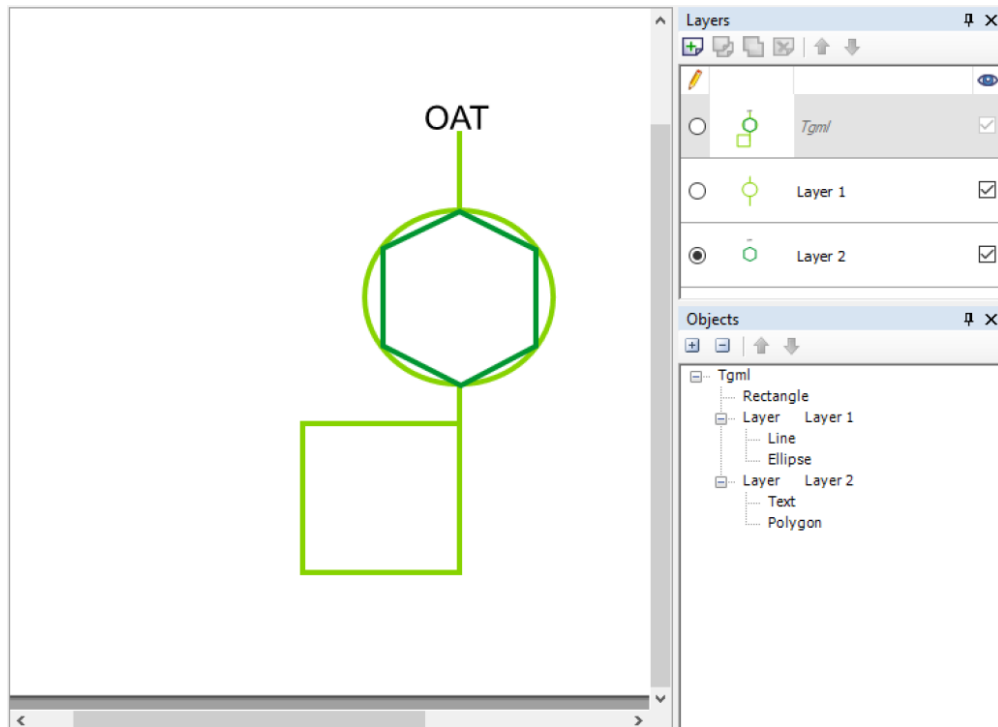 OAT
Layers
Tgml
Layer 1
Layer 2
Objects
Tgml
Rectangle
Layer Layer 1
Line
Ellipse
Layer Layer 2
Text
Polygon